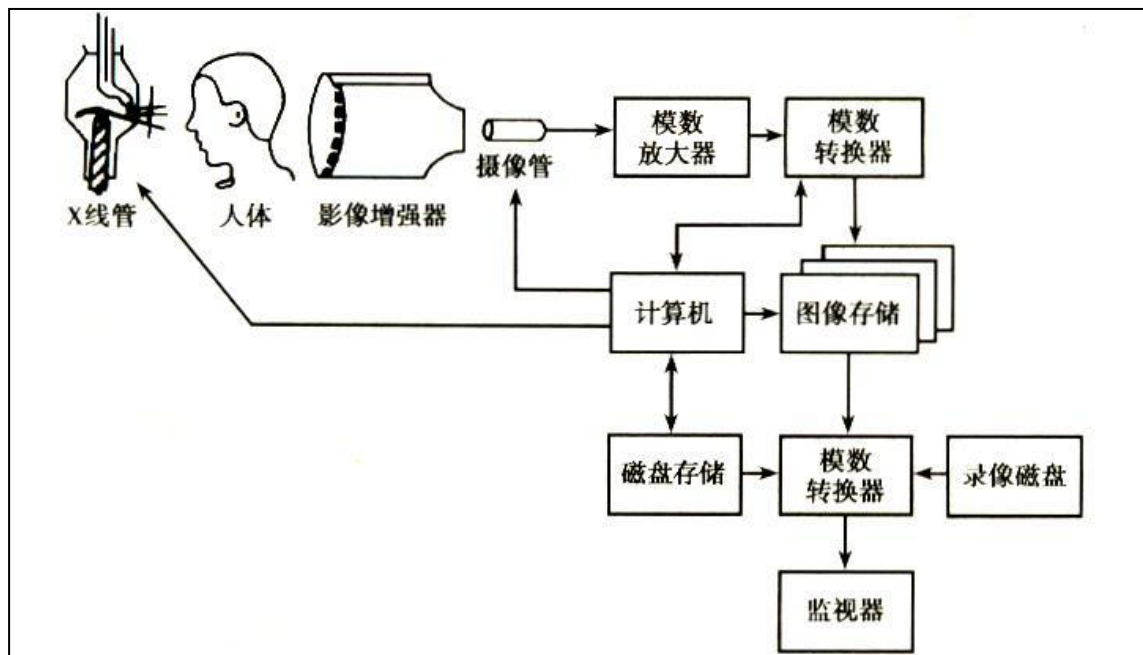 X线管
人体
影像增强器
摄像管
模数
放大器
模数
转换器
计算机
图像存储
磁盘存储
模数
转换器
录像磁盘
监视器